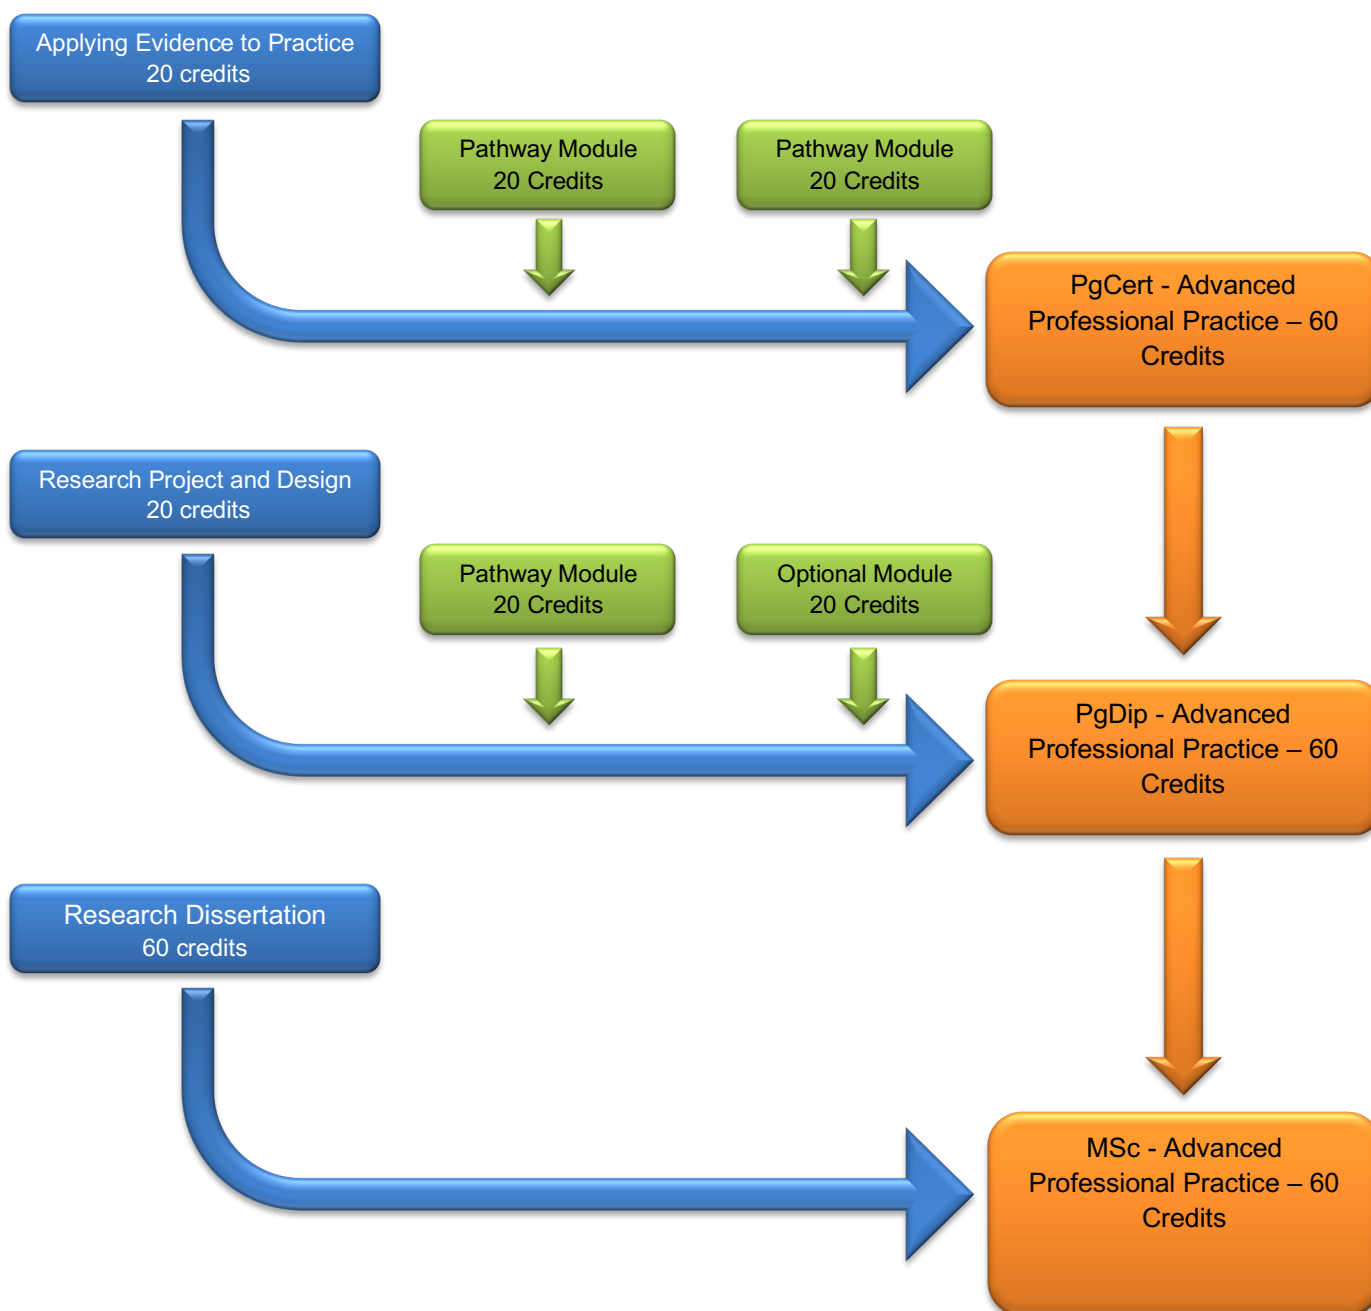 Applying Evidence to Practice
20 credits
Pathway Module
20 Credits
Pathway Module
20 Credits
PgCert - Advanced
Professional Practice – 60
Credits
Research Project and Design
20 credits
Pathway Module
20 Credits
Optional Module
20 Credits
PgDip - Advanced
Professional Practice – 60
Credits
Research Dissertation
60 credits
MSc - Advanced
Professional Practice – 60
Credits